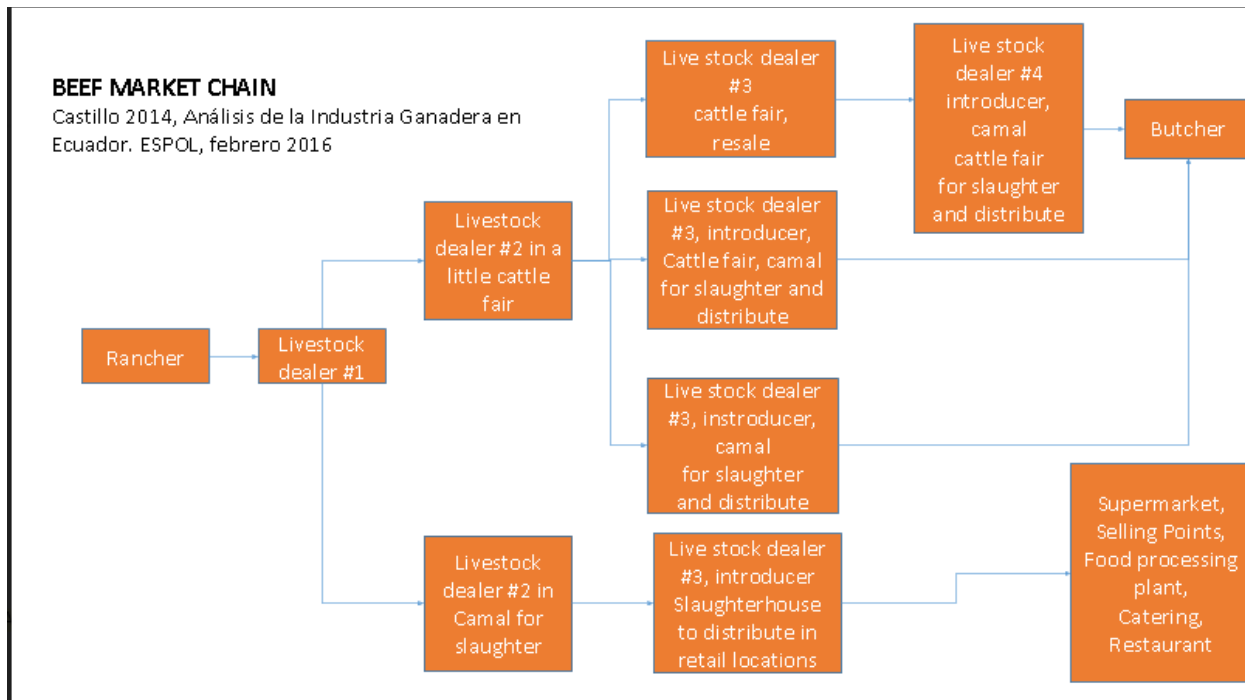 BEEF MARKET CHAIN
Castillo 2014, Análisis de la Industria Ganadera en
Ecuador. ESPOL, febrero 2016
Rancher
Livestock
dealer #1
Livestock
dealer #2 in a
little cattle
fair
Livestock
dealer #2 in
Camal for
slaughter
Live stock dealer
#3
cattle fair,
resale
Live stock dealer
#3, introducer,
Cattle fair, camal
for slaughter and
distribute
Live stock dealer
#3, instroducer,
camal
for slaughter
and distribute
Live stock dealer
#3, introducer
Slaughterhouse
to distribute in
retail locations
Live stock
dealer #4
introducer,
camal
cattle fair
for slaughter
and distribute
Butcher
Supermarket,
Selling Points,
Food processing
plant,
Catering,
Restaurant